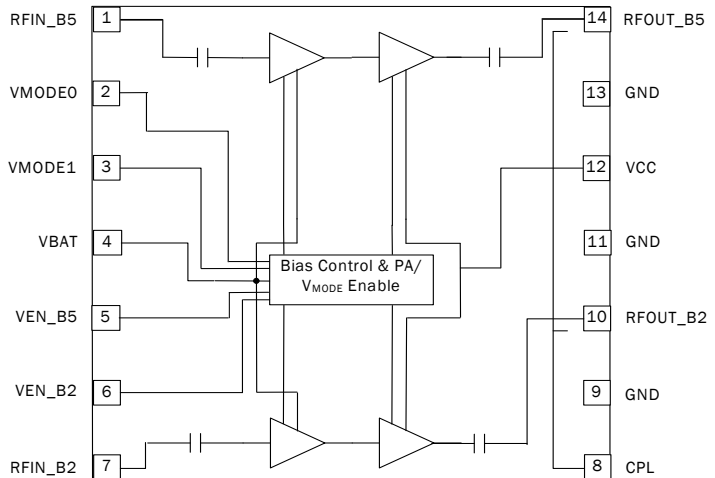 RFIN_B5 1 14 RFOUT_B5
VMODE0 2 13 GND
VMODE1 3 12 VCC
VBAT 4 11 GND
Bias Control & PA/
VMODE Enable
VEN_B5 5 10 RFOUT_B2
VEN_B2 6 9 GND
RFIN_B2 7 8 CPL